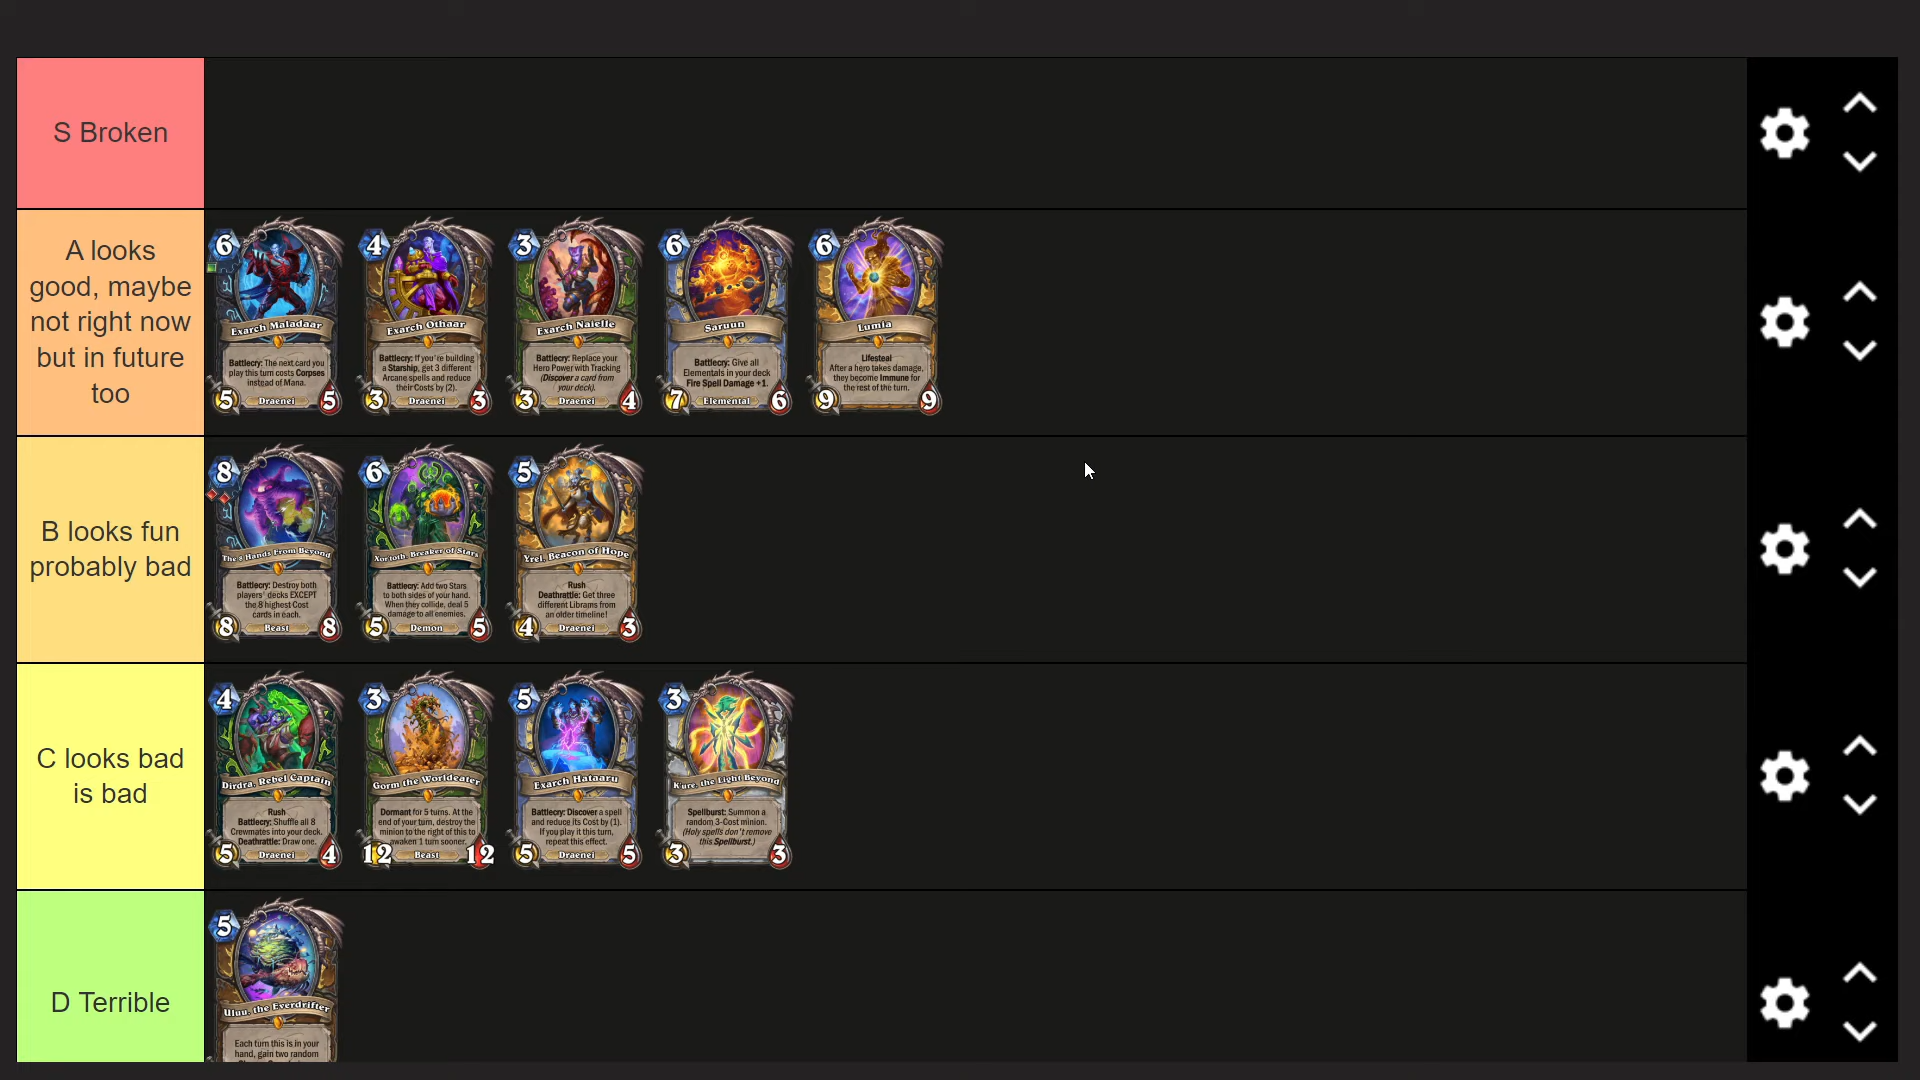 S Broken
A looks
good, maybe
not right now
but in future
too
6
Exarch Maladaar
Battlecry: The next card you
play this turn costs Corpses
instead of Mana.
5 Draenei 5
4
Exarch Othaar
Battlecry: If you're building
a Starship, get 3 different
Arcane spells and reduce
their Costs by (2).
3 Draenei 3
3
Exarch Naielle
Battlecry: Replace your
Hero Power with Tracking
(Discover a card from
your deck).
3 Draenei 4
6
Saruun
Battlecry: Give all
Elementals in your deck
Fire Spell Damage +1.
7 Elemental 6
6
Lumia
Lifesteal
After a hero takes damage,
they become Immune for
the rest of the turn.
9 9
B looks fun
probably bad
8
The 8 Hands From Beyond
Battlecry: Destroy both
players' decks EXCEPT
the 8 highest Cost
cards in each.
8 Beast 8
6
Xor'toth, Breaker of Stars
Battlecry: Add two Stars
to both sides of your hand.
When they collide, deal 5
damage to all enemies.
5 Demon 5
5
Yrel, Beacon of Hope
Rush
Deathrattle: Get three
different Librams from
an older timeline!
4 Draenei 3
C looks bad
is bad
4
Dirdra, Rebel Captain
Rush
Battlecry: Shuffle all 8
Crewmates into your deck.
Deathrattle: Draw one.
5 Draenei 4
3
Gorm the Worldeater
Dormant for 5 turns. At the
end of your turn, destroy the
minion to the right of this to
awaken 1 turn sooner.
12 Beast 12
5
Exarch Hataaru
Battlecry: Discover a spell
and reduce its Cost by (1).
If you play it this turn,
repeat this effect.
5 Draenei 5
3
K'ure, the Light Beyond
Spellburst: Summon a
random 3-Cost minion.
(Holy spells don't remove
this Spellburst.)
3 3
D Terrible
5
Uluu, the Everdrifter
Each turn this is in your
hand, gain two random